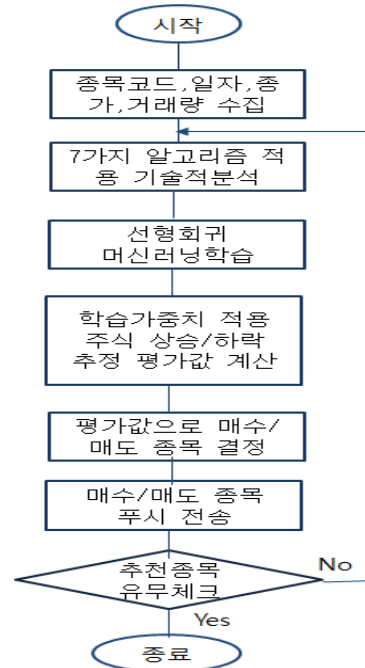 시작
종목코드,일자,종
가,거래량 수집
7가지 알고리즘 적
용 기술적분석
선형회귀
머신러닝학습
학습가중치 적용
주식 상승/하락
추정 평가값 계산
평가값으로 매수/
매도 종목 결정
매수/매도 종목
푸시 전송
추천종목
유무체크
No
Yes
종료